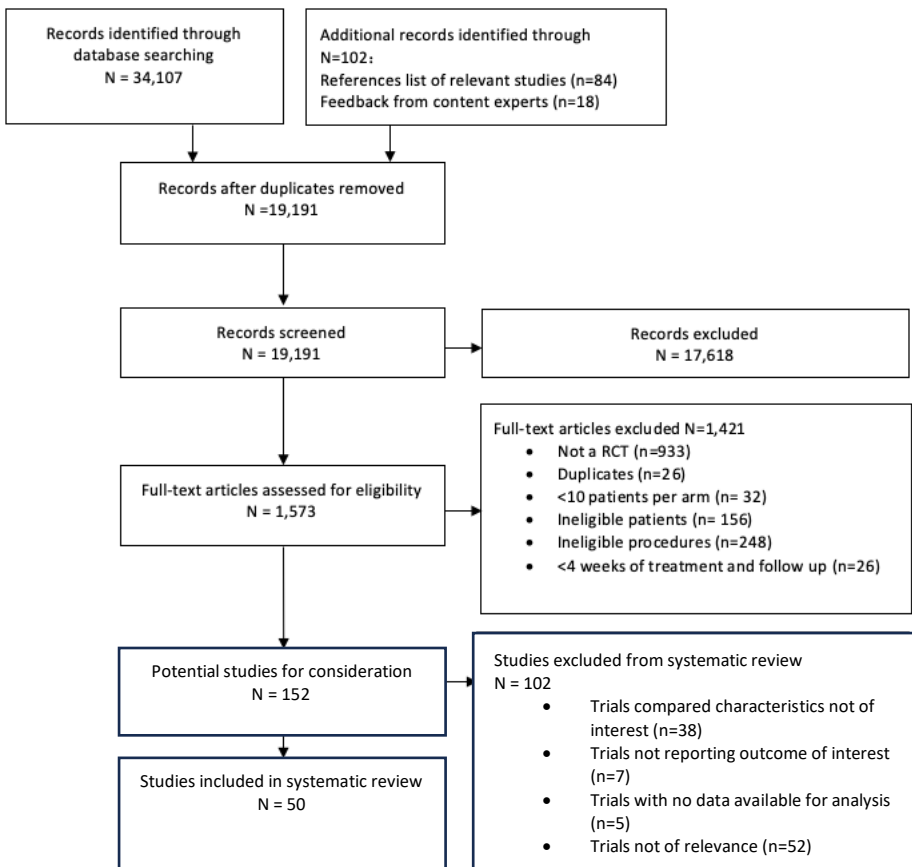 Records identified through
database searching
N = 34,107
Additional records identified through
N=102:
References list of relevant studies (n=84)
Feedback from content experts (n=18)
Records after duplicates removed
N =19,191
Records screened
N = 19,191
Records excluded
N = 17,618
Full-text articles assessed for eligibility
N = 1,573
Full-text articles excluded N=1,421
• Not a RCT (n=933)
• Duplicates (n=26)
• <10 patients per arm (n= 32)
• Ineligible patients (n= 156)
• Ineligible procedures (n=248)
• <4 weeks of treatment and follow up (n=26)
Potential studies for consideration
N = 152
Studies excluded from systematic review
N = 102
• Trials compared characteristics not of
interest (n=38)
• Trials not reporting outcome of interest
(n=7)
• Trials with no data available for analysis
(n=5)
• Trials not of relevance (n=52)
Studies included in systematic review
N = 50